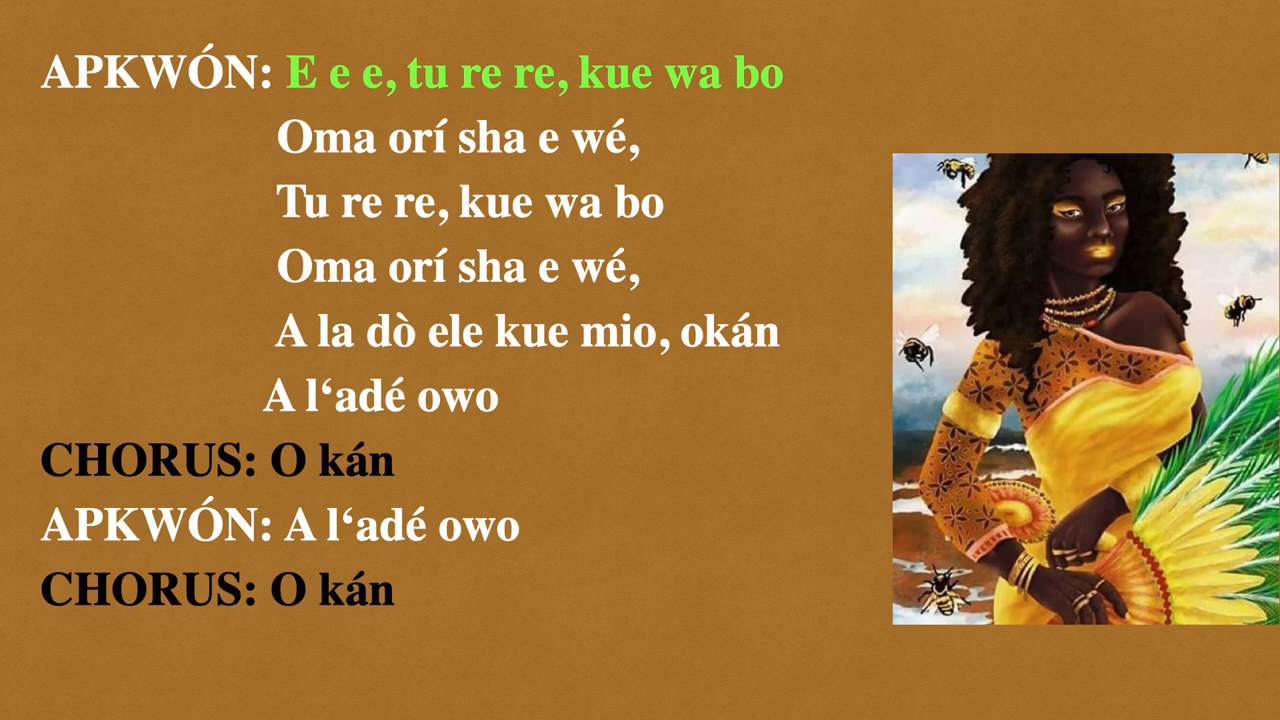 APKWÓN: E e e, tu re re, kue wa bo
Oma orí sha e wé,
Tu re re, kue wa bo
Oma orí sha e wé,
A la dò ele kue mio, okán
A l‘adé owo
CHORUS: O kán
APKWÓN: A l‘adé owo
CHORUS: O kán